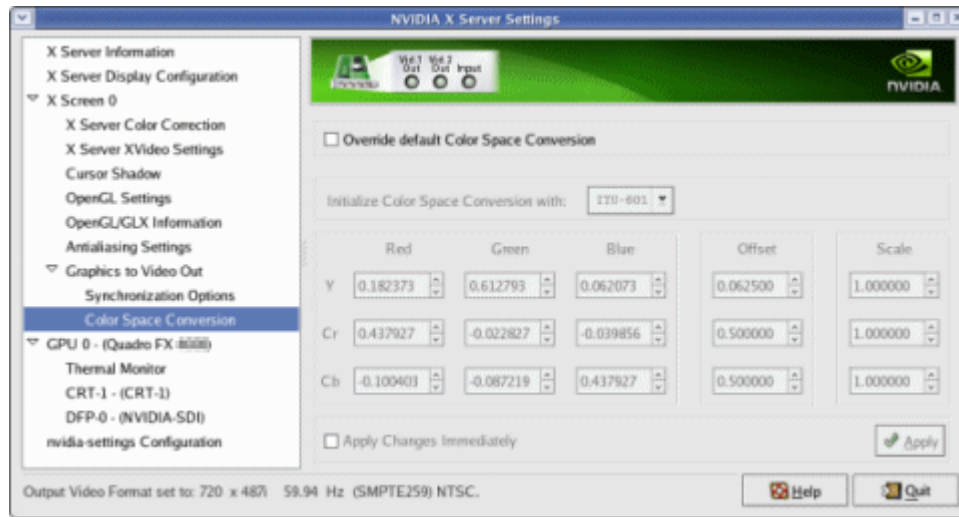 NVIDIA X Server Settings
X Server Information
X Server Display Configuration
X Screen 0
X Server Color Correction
X Server XVideo Settings
Cursor Shadow
OpenGL Settings
OpenGL/GLX Information
Antialiasing Settings
Graphics to Video Out
Synchronization Options
Color Space Conversion
GPU 0 - (Quadro FX
Thermal Monitor
CRT-1 - (CRT-1)
DFP-0 - (NVIDIA-SDI)
nvidia-settings Configuration
Vid.1 Out Vid.2 Out Input
NVIDIA
Override default Color Space Conversion
Initialize Color Space Conversion with: ITU-601
Red Green Blue Offset Scale
Y 0.182373 0.612793 0.062073 0.062500 1.000000
Cr 0.437927 -0.022827 -0.039856 0.500000 1.000000
Cb -0.100403 -0.087219 0.437927 0.500000 1.000000
Apply Changes Immediately Apply
Output Video Format set to: 720 x 487i 59.94 Hz (SMPTE259) NTSC.
Help Quit